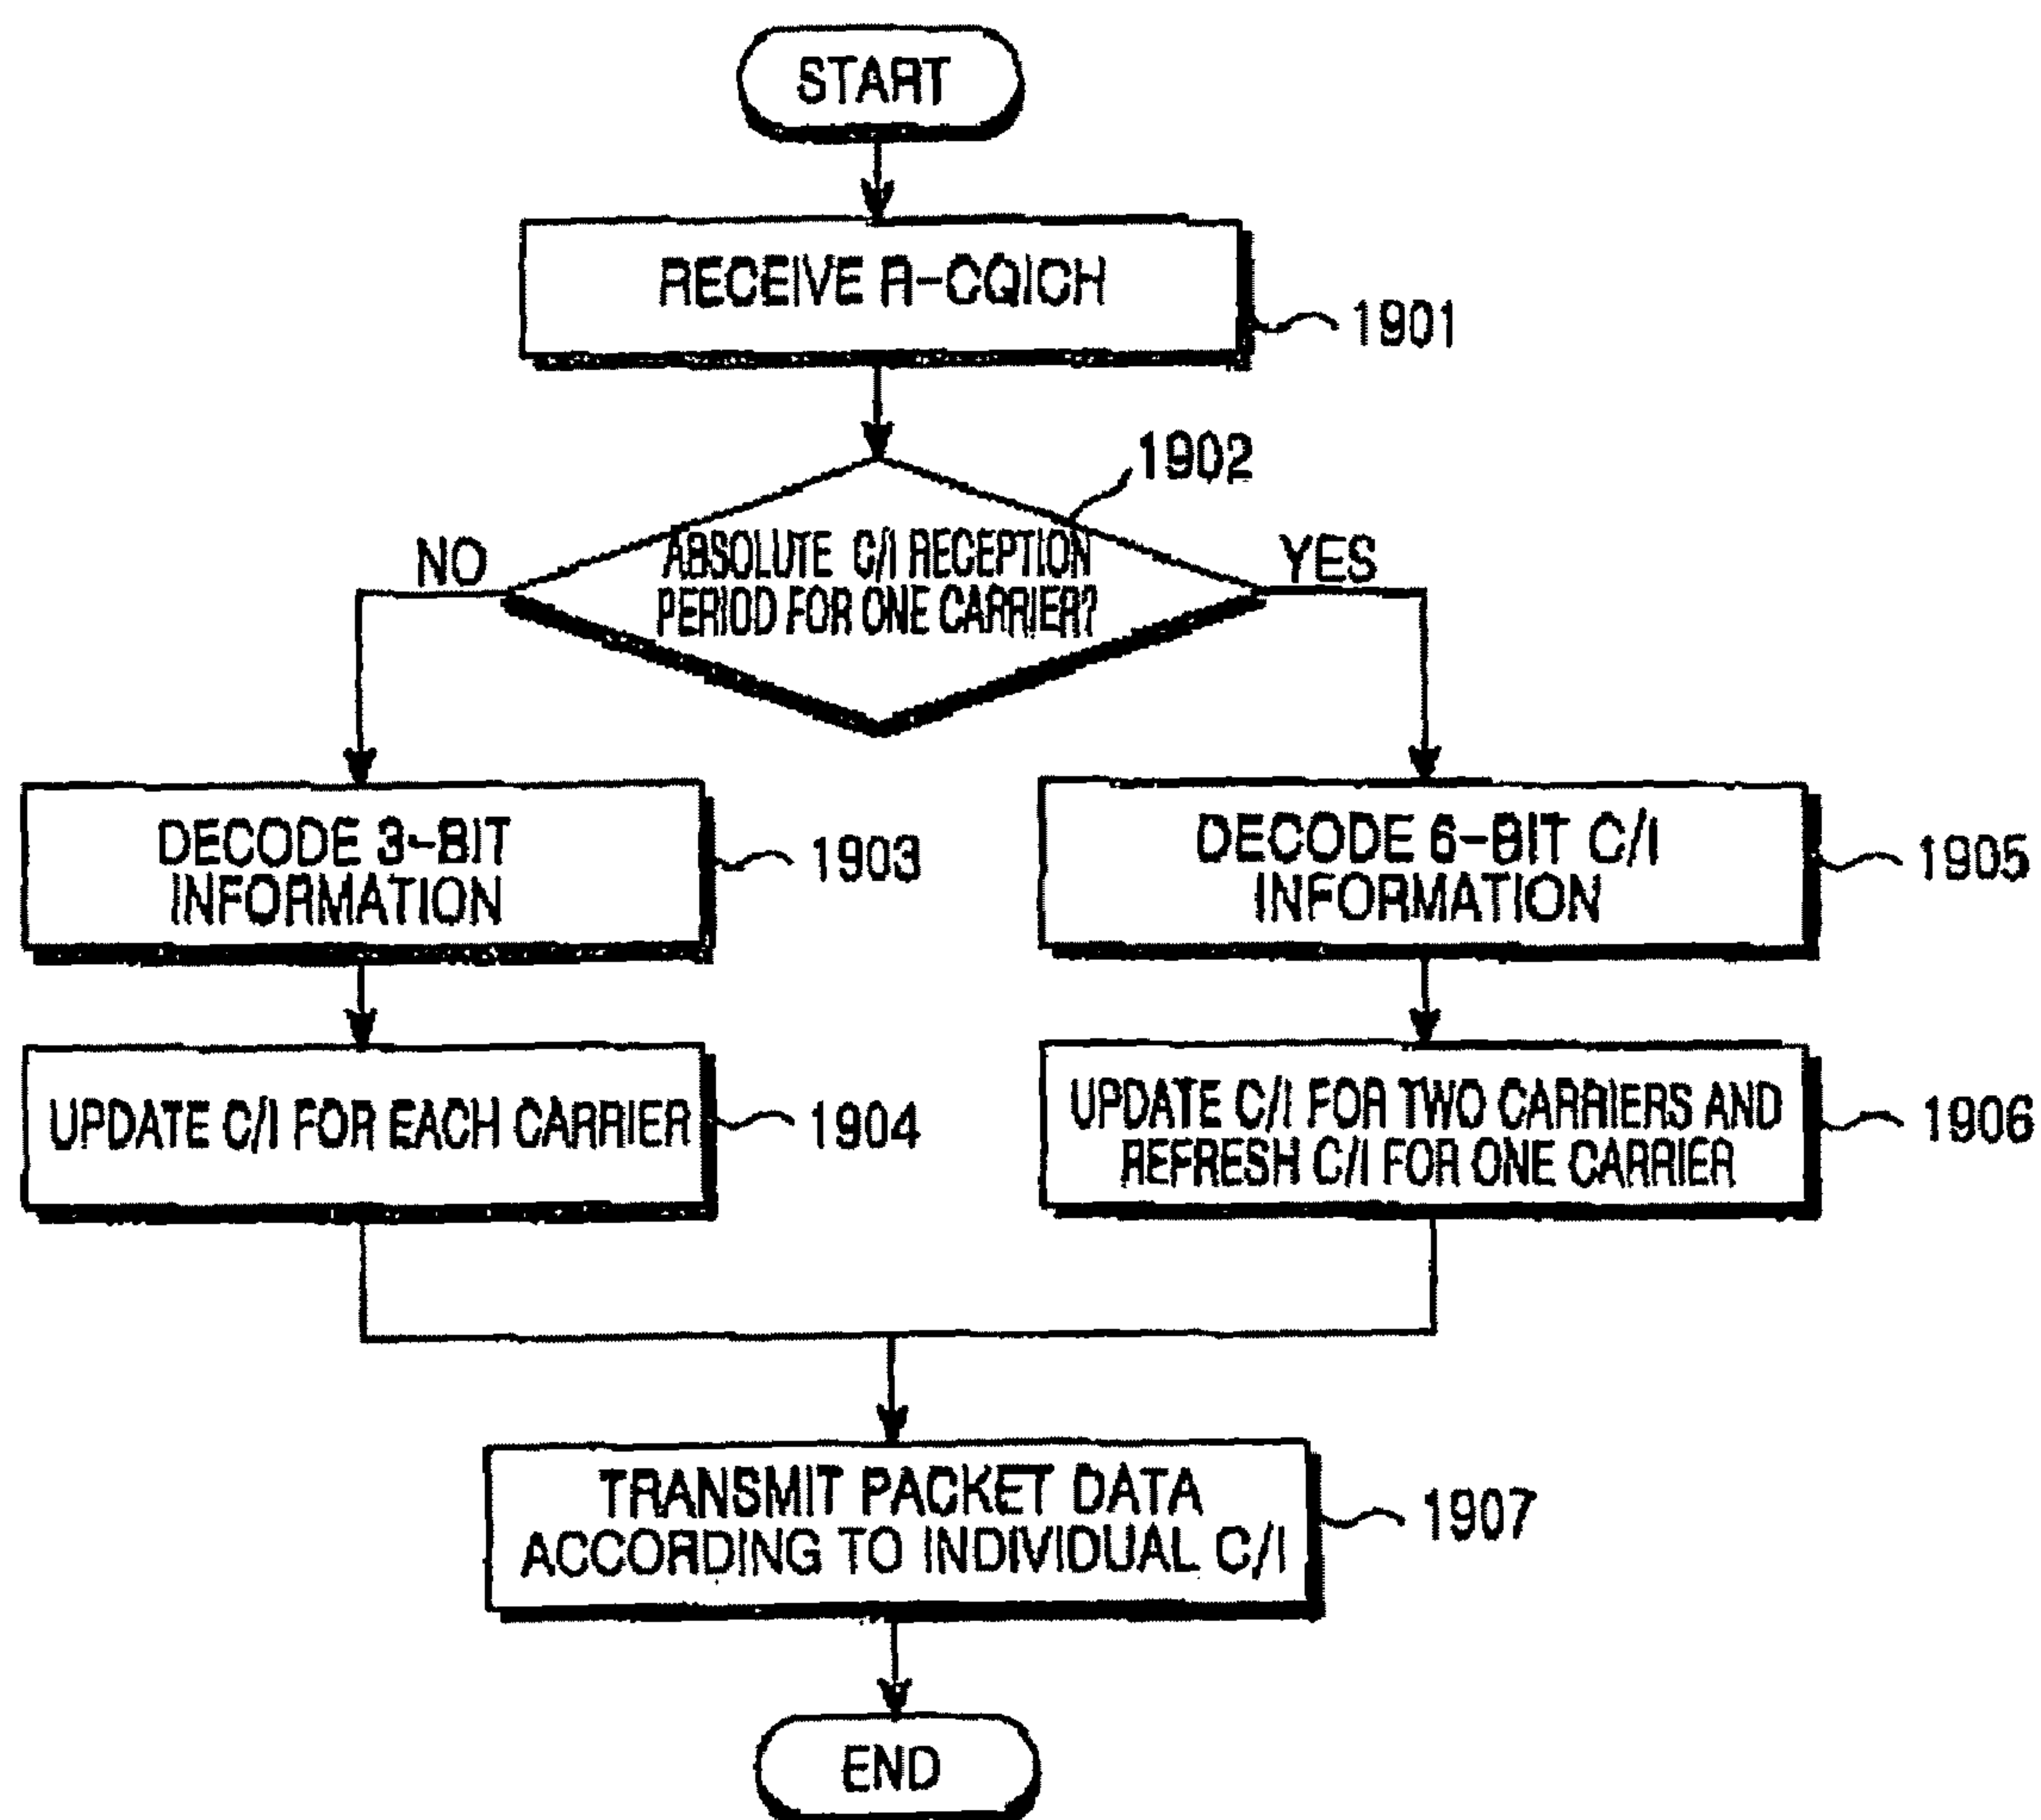 START
RECEIVE R-CQICH
1901
1902
ABSOLUTE C/I RECEPTION
PERIOD FOR ONE CARRIER?
NO
YES
DECODE 3-BIT
INFORMATION
1903
DECODE 6-BIT C/I
INFORMATION
1905
UPDATE C/I FOR EACH CARRIER
1904
UPDATE C/I FOR TWO CARRIERS AND
REFRESH C/I FOR ONE CARRIER
1906
TRANSMIT PACKET DATA
ACCORDING TO INDIVIDUAL C/I
1907
END